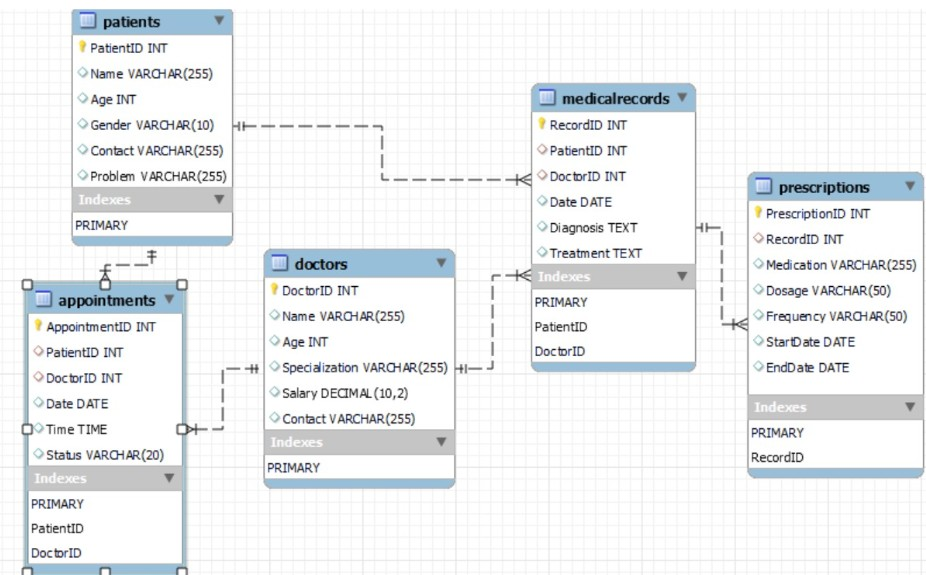 patients
PatientID INT
Name VARCHAR(255)
Age INT
Gender VARCHAR(10)
Contact VARCHAR(255)
Problem VARCHAR(255)
Indexes
PRIMARY
appointments
AppointmentID INT
PatientID INT
DoctorID INT
Date DATE
Time TIME
Status VARCHAR(20)
Indexes
PRIMARY
PatientID
DoctorID
doctors
DoctorID INT
Name VARCHAR(255)
Age INT
Specialization VARCHAR(255)
Salary DECIMAL(10,2)
Contact VARCHAR(255)
Indexes
PRIMARY
medicalrecords
RecordID INT
PatientID INT
DoctorID INT
Date DATE
Diagnosis TEXT
Treatment TEXT
Indexes
PRIMARY
PatientID
DoctorID
prescriptions
PrescriptionID INT
RecordID INT
Medication VARCHAR(255)
Dosage VARCHAR(50)
Frequency VARCHAR(50)
StartDate DATE
EndDate DATE
Indexes
PRIMARY
RecordID